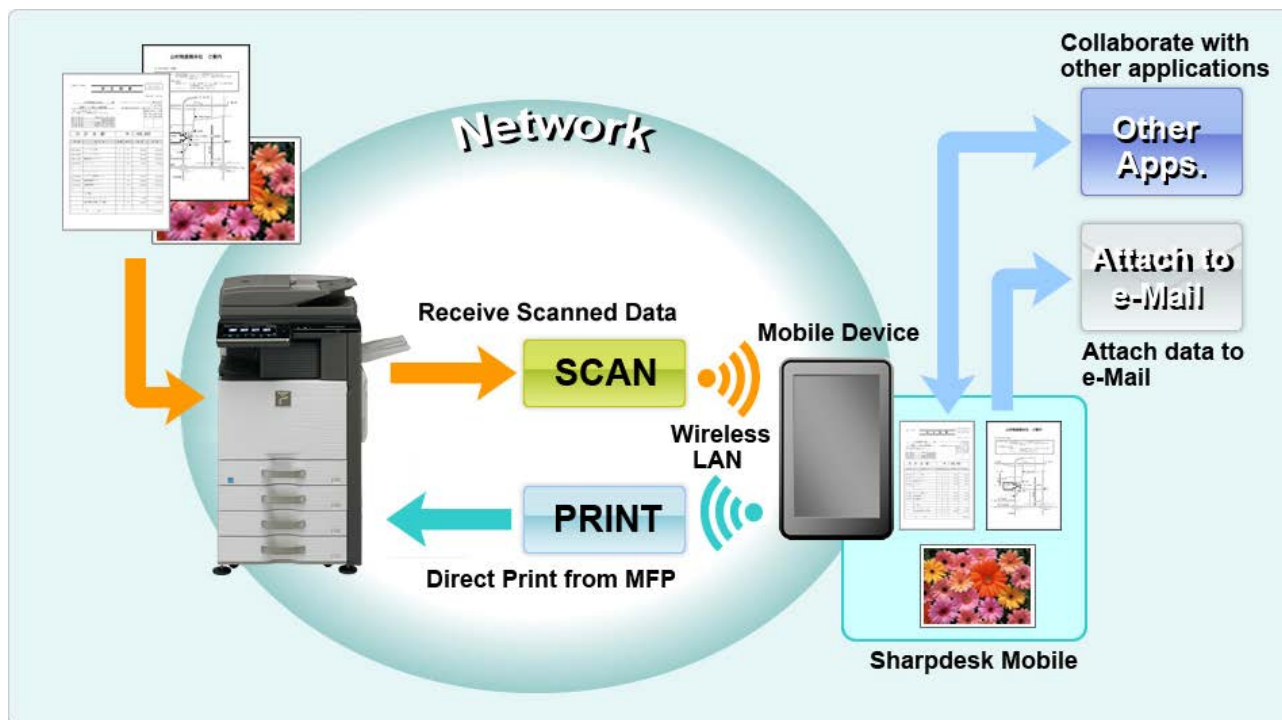 Collaborate with
other applications
Network
Other
Apps.
Attach to
e-Mail
Attach data to
e-Mail
Receive Scanned Data
SCAN
Mobile Device
Wireless
LAN
PRINT
Direct Print from MFP
Sharpdesk Mobile